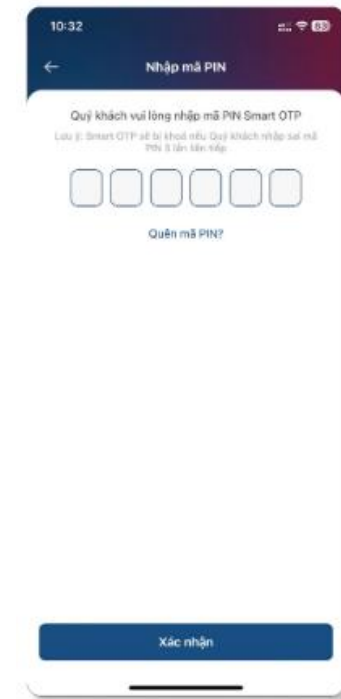 10:32
63
Nhập mã PIN
Quý khách vui lòng nhập mã PIN Smart OTP
Lưu ý: Smart OTP sẽ bị khoá nếu Quý khách nhập sai mã
PIN 5 lần liên tiếp
Quên mã PIN?
Xác nhận